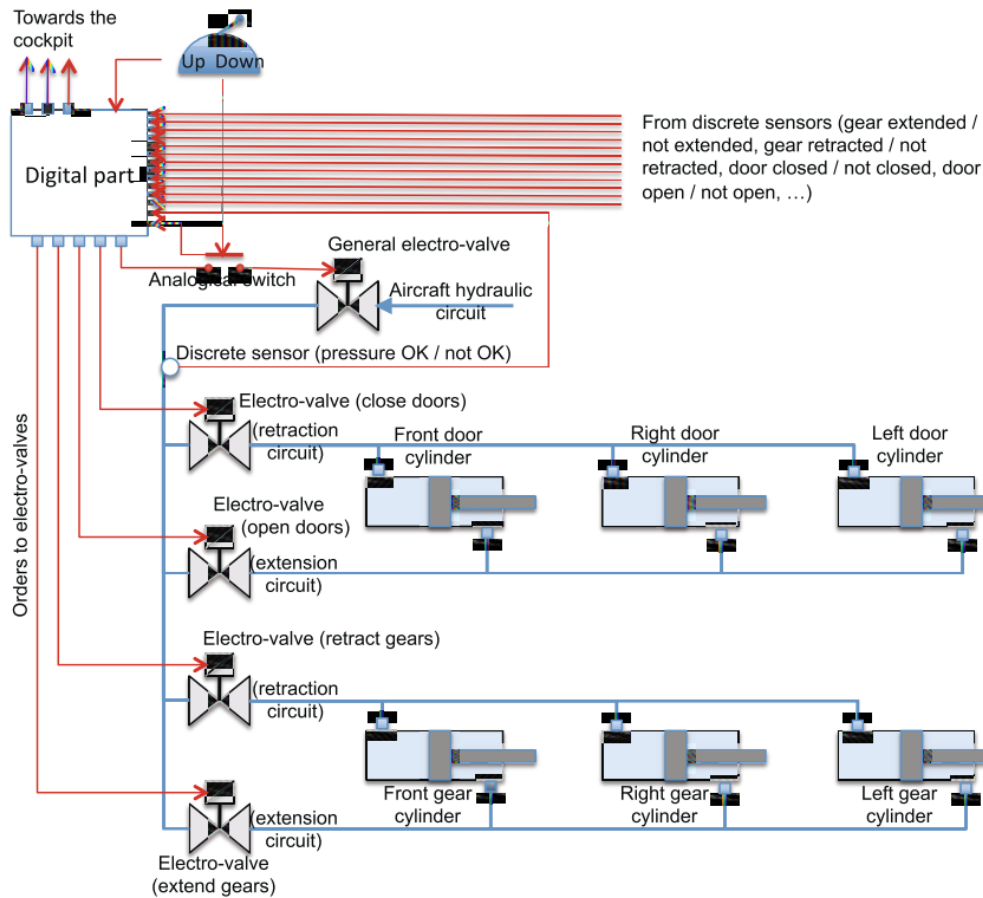 Towards the
cockpit
Up Down
Digital part
From discrete sensors (gear extended /
not extended, gear retracted / not
retracted, door closed / not closed, door
open / not open, …)
General electro-valve
Analogical switch
Aircraft hydraulic
circuit
Discrete sensor (pressure OK / not OK)
Orders to electro-valves
Electro-valve (close doors)
(retraction
circuit)
Front door
cylinder
Right door
cylinder
Left door
cylinder
Electro-valve
(open doors)
(extension
circuit)
Electro-valve (retract gears)
(retraction
circuit)
Front gear
cylinder
Right gear
cylinder
Left gear
cylinder
(extension
circuit)
Electro-valve
(extend gears)